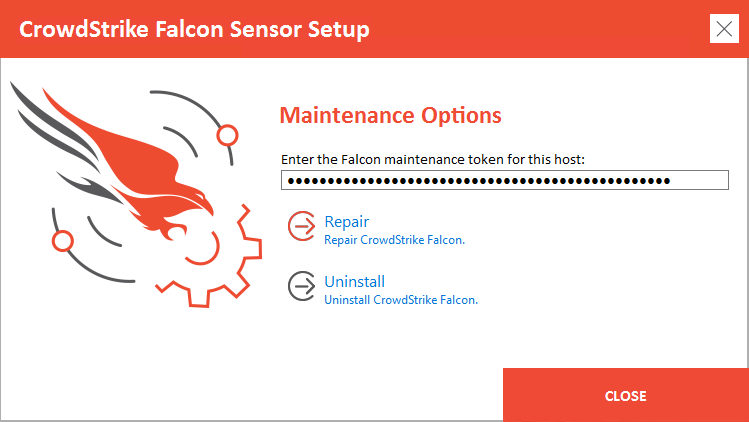 CrowdStrike Falcon Sensor Setup
Maintenance Options
Enter the Falcon maintenance token for this host:
Repair
Repair CrowdStrike Falcon.
Uninstall
Uninstall CrowdStrike Falcon.
CLOSE